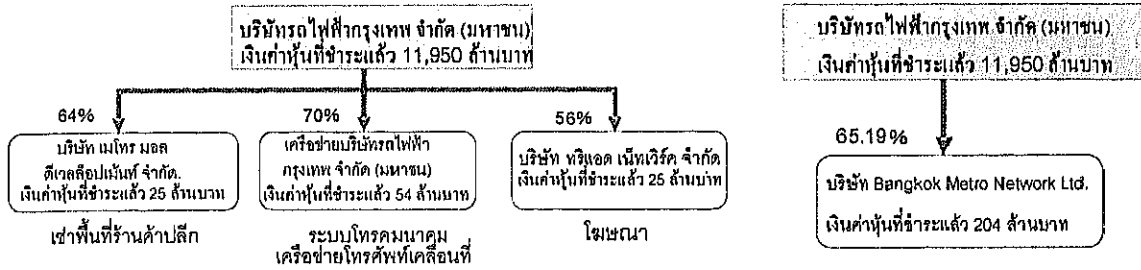 บริษัทรถไฟฟ้ากรุงเทพ จำกัด (มหาชน)
เงินค่าหุ้นที่ชำระแล้ว 11,950 ล้านบาท
64%
70%
56%
บริษัท เมโทร มอล
ดีเวลล็อปเม้นท์ จำกัด.
เงินค่าหุ้นที่ชำระแล้ว 25 ล้านบาท
เครือข่ายบริษัทรถไฟฟ้า
กรุงเทพ จำกัด (มหาชน)
เงินค่าหุ้นที่ชำระแล้ว 54 ล้านบาท
บริษัท ทริแอด เน็ทเวิร์ค จำกัด
เงินค่าหุ้นที่ชำระแล้ว 25 ล้านบาท
เช่าพื้นที่ร้านค้าปลีก
ระบบโทรคมนาคม
เครือข่ายโทรศัพท์เคลื่อนที่
โฆษณา
บริษัทรถไฟฟ้ากรุงเทพ จำกัด (มหาชน)
เงินค่าหุ้นที่ชำระแล้ว 11,950 ล้านบาท
65.19%
บริษัท Bangkok Metro Network Ltd.
เงินค่าหุ้นที่ชำระแล้ว 204 ล้านบาท